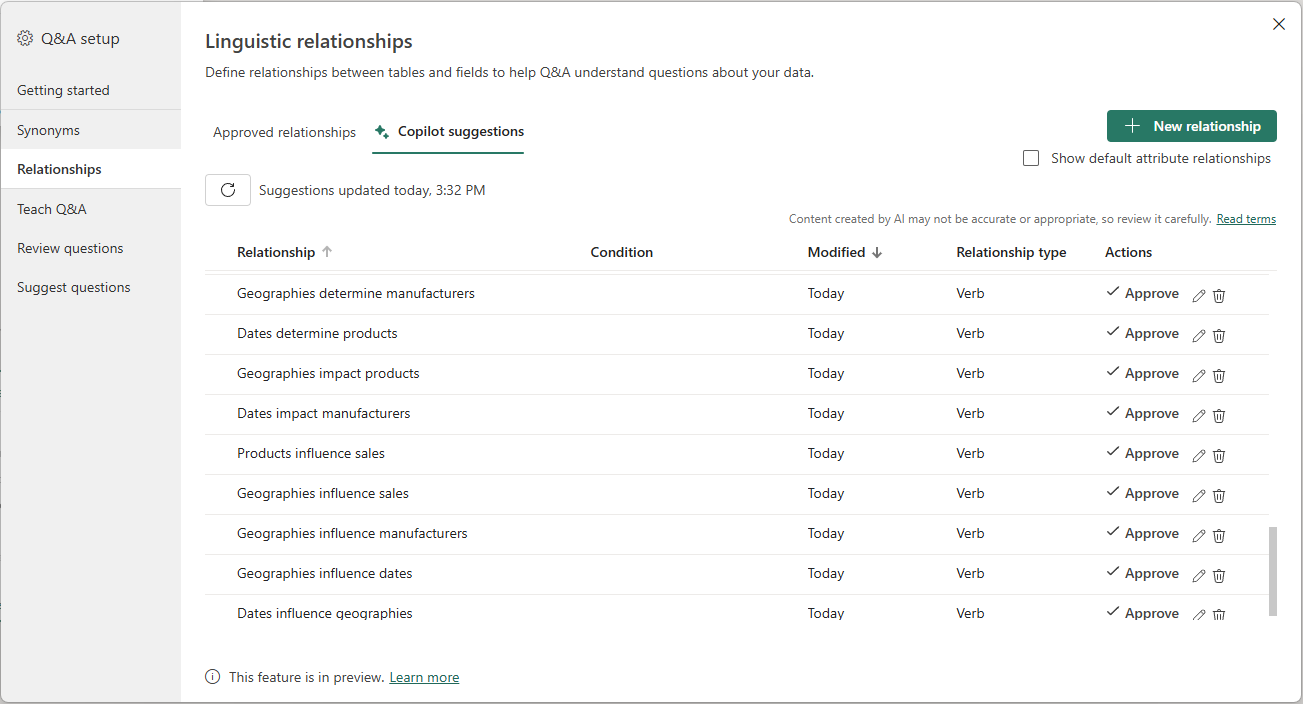 Q&A setup
Getting started
Synonyms
Relationships
Teach Q&A
Review questions
Suggest questions
Linguistic relationships
Define relationships between tables and fields to help Q&A understand questions about your data.
Approved relationships Copilot suggestions
New relationship
Show default attribute relationships
Suggestions updated today, 3:32 PM
Content created by AI may not be accurate or appropriate, so review it carefully. Read terms
Relationship Condition Modified Relationship type Actions
Geographies determine manufacturers Today Verb Approve
Dates determine products Today Verb Approve
Geographies impact products Today Verb Approve
Dates impact manufacturers Today Verb Approve
Products influence sales Today Verb Approve
Geographies influence sales Today Verb Approve
Geographies influence manufacturers Today Verb Approve
Geographies influence dates Today Verb Approve
Dates influence geographies Today Verb Approve
This feature is in preview. Learn more